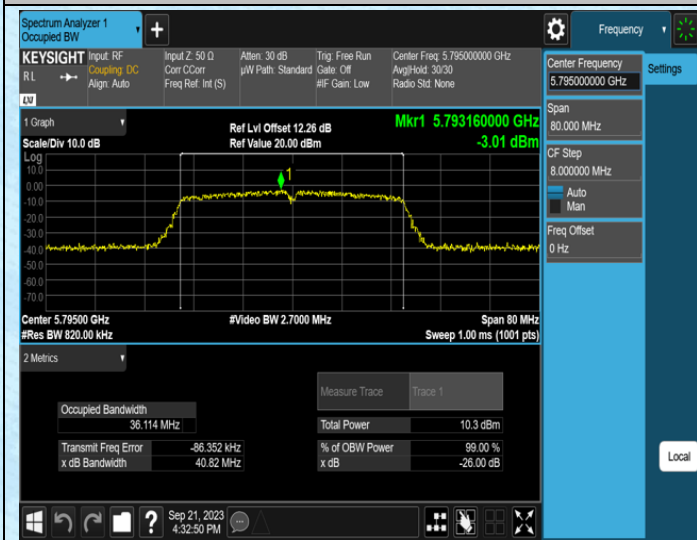 Spectrum Analyzer 1
Occupied BW
+
Frequency
KEYSIGHT
R L
LXI
Input: RF
Coupling: DC
Align: Auto
Input Z: 50 Ω
Corr CCorr
Freq Ref: Int (S)
Atten: 30 dB
µW Path: Standard
Trig: Free Run
Gate: Off
#IF Gain: Low
Center Freq: 5.795000000 GHz
Avg|Hold: 30/30
Radio Std: None
Center Frequency
5.795000000 GHz
Settings
Span
80.000 MHz
CF Step
8.000000 MHz
Auto
Man
Freq Offset
0 Hz
Local
1 Graph
Scale/Div 10.0 dB
Ref Lvl Offset 12.26 dB
Ref Value 20.00 dBm
Mkr1 5.793160000 GHz
-3.01 dBm
Log
10.0
0.00
-10.0
-20.0
-30.0
-40.0
-50.0
-60.0
-70.0
1
Center 5.79500 GHz
#Res BW 820.00 kHz
#Video BW 2.7000 MHz
Span 80 MHz
Sweep 1.00 ms (1001 pts)
2 Metrics
Measure Trace
Trace 1
Occupied Bandwidth
36.114 MHz
Total Power
10.3 dBm
Transmit Freq Error
-86.352 kHz
% of OBW Power
99.00 %
x dB Bandwidth
40.82 MHz
x dB
-26.00 dB
?
Sep 21, 2023
4:32:50 PM